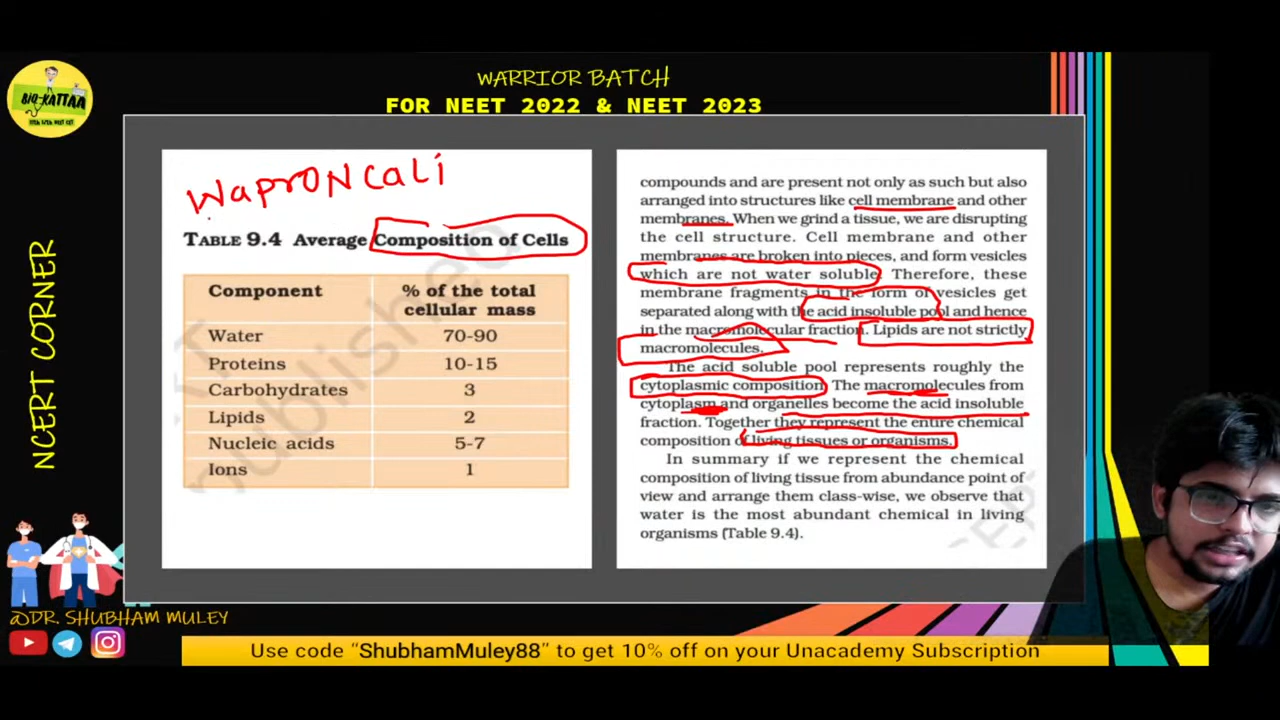 WARRIOR BATCH
FOR NEET 2022 & NEET 2023
BIO-KATTAA
NCERT CORNER
WaprONCaLi
TABLE 9.4 Average Composition of Cells
Component % of the total cellular mass
Water 70-90
Proteins 10-15
Carbohydrates 3
Lipids 2
Nucleic acids 5-7
Ions 1
compounds and are present not only as such but also
arranged into structures like cell membrane and other
membranes. When we grind a tissue, we are disrupting
the cell structure. Cell membrane and other
membranes are broken into pieces, and form vesicles
which are not water soluble. Therefore, these
membrane fragments in the form of vesicles get
separated along with the acid insoluble pool and hence
in the macromolecular fraction. Lipids are not strictly
macromolecules.
The acid soluble pool represents roughly the
cytoplasmic composition. The macromolecules from
cytoplasm and organelles become the acid insoluble
fraction. Together they represent the entire chemical
composition of living tissues or organisms.
In summary if we represent the chemical
composition of living tissue from abundance point of
view and arrange them class-wise, we observe that
water is the most abundant chemical in living
organisms (Table 9.4).
@DR. SHUBHAM MULEY
Use code “ShubhamMuley88” to get 10% off on your Unacademy Subscription